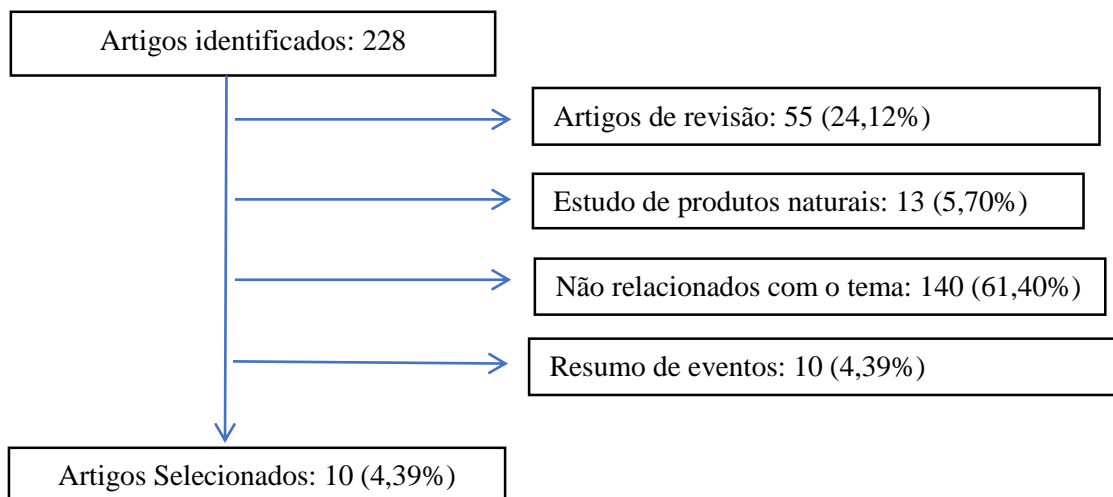 Artigos identificados: 228
Artigos de revisão: 55 (24,12%)
Estudo de produtos naturais: 13 (5,70%)
Não relacionados com o tema: 140 (61,40%)
Resumo de eventos: 10 (4,39%)
Artigos Selecionados: 10 (4,39%)